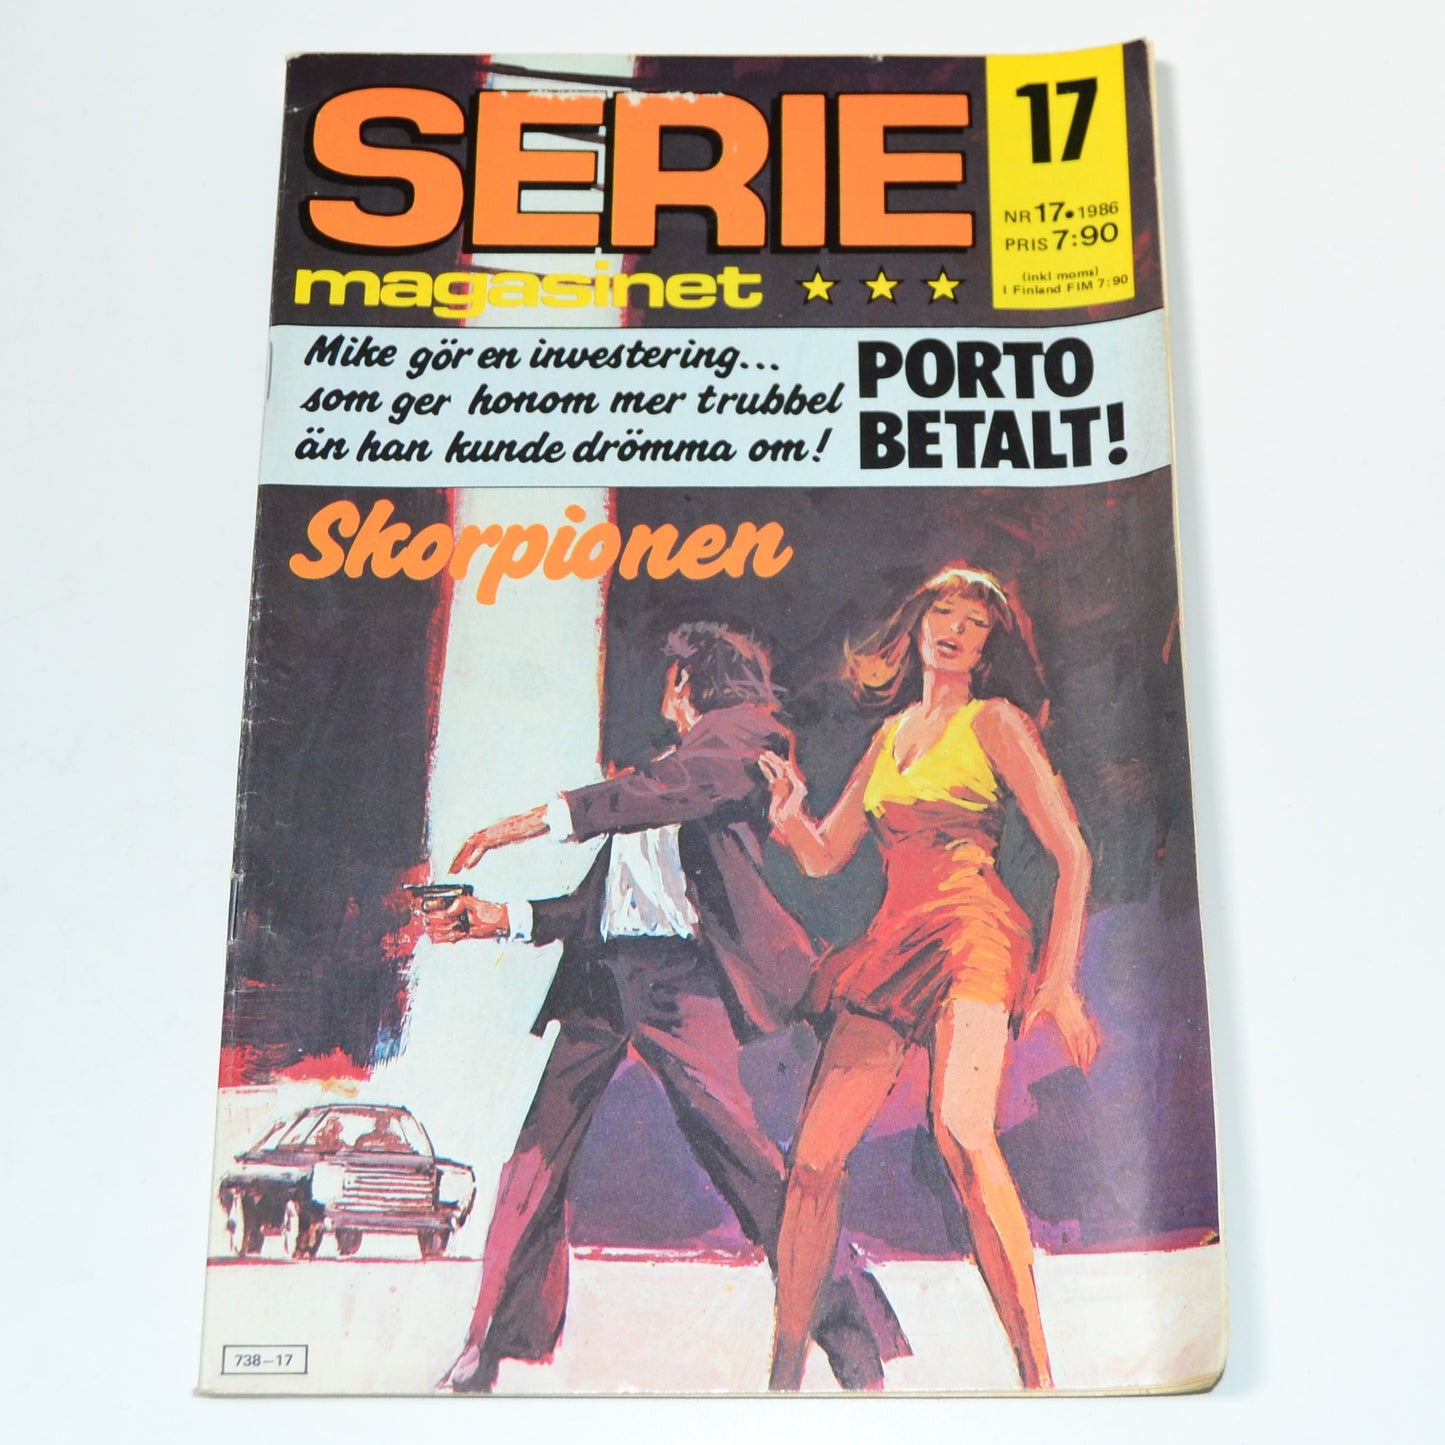 SERIE
magasinet
17
NR 17•1986
PRIS 7:90
(inkl moms)
I Finland FIM 7:90
Mike gör en investering...
som ger honom mer trubbel
än han kunde drömma om!
PORTO
BETALT!
Skorpionen
738-17